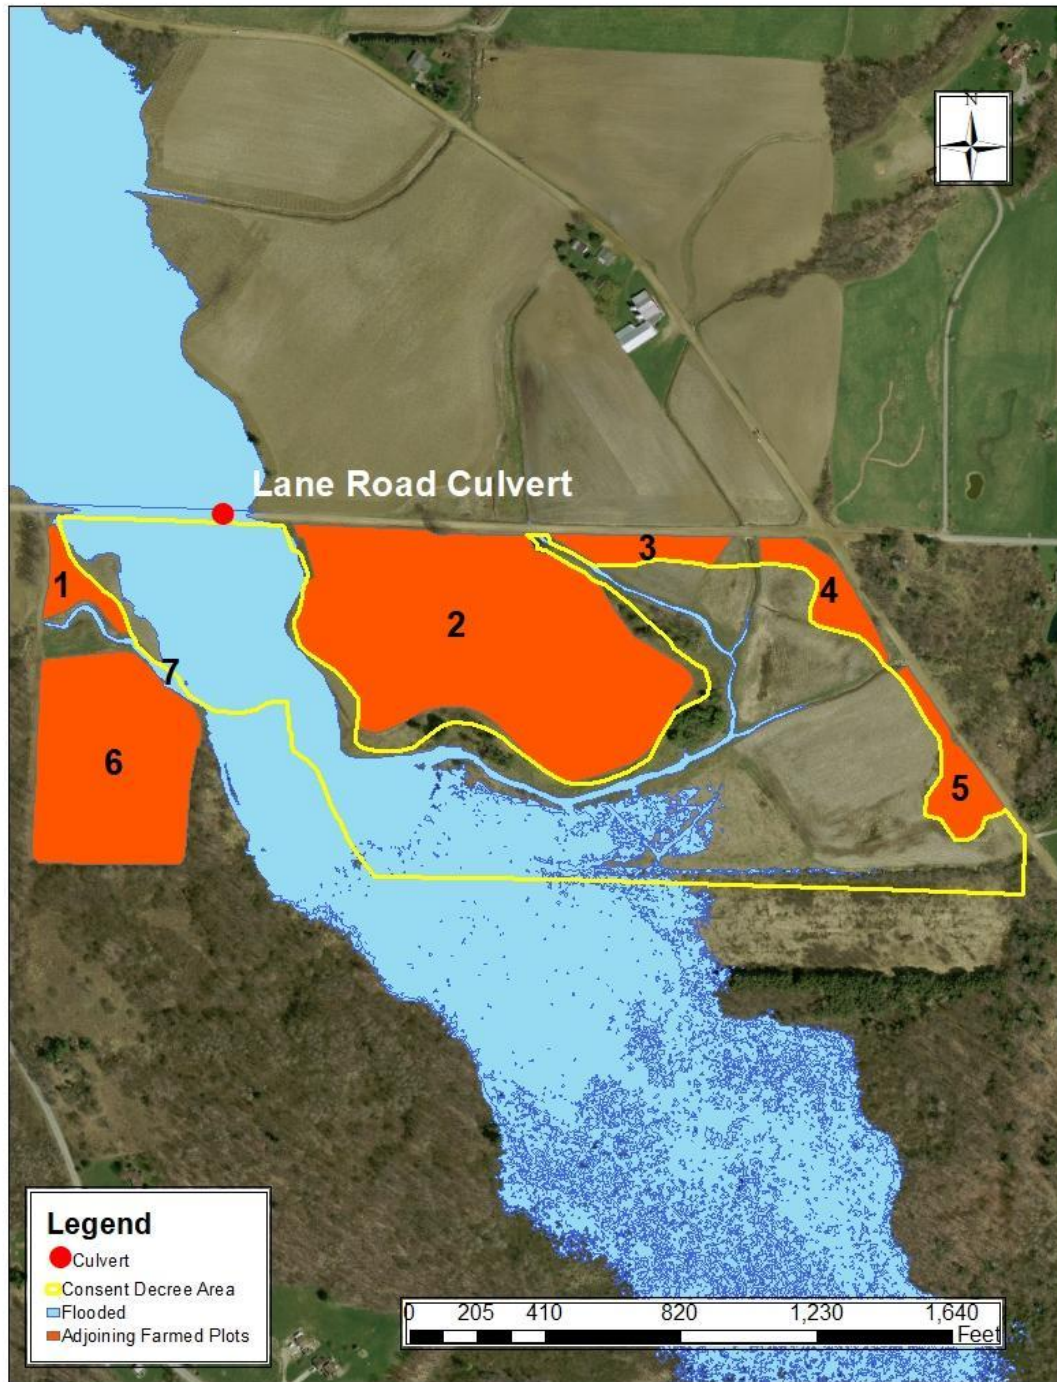 N
Lane Road Culvert
3
1
4
2
7
6
5
Legend
Culvert
Consent Decree Area
Flooded
Adjoining Farmed Plots
0 205 410 820 1,230 1,640
Feet